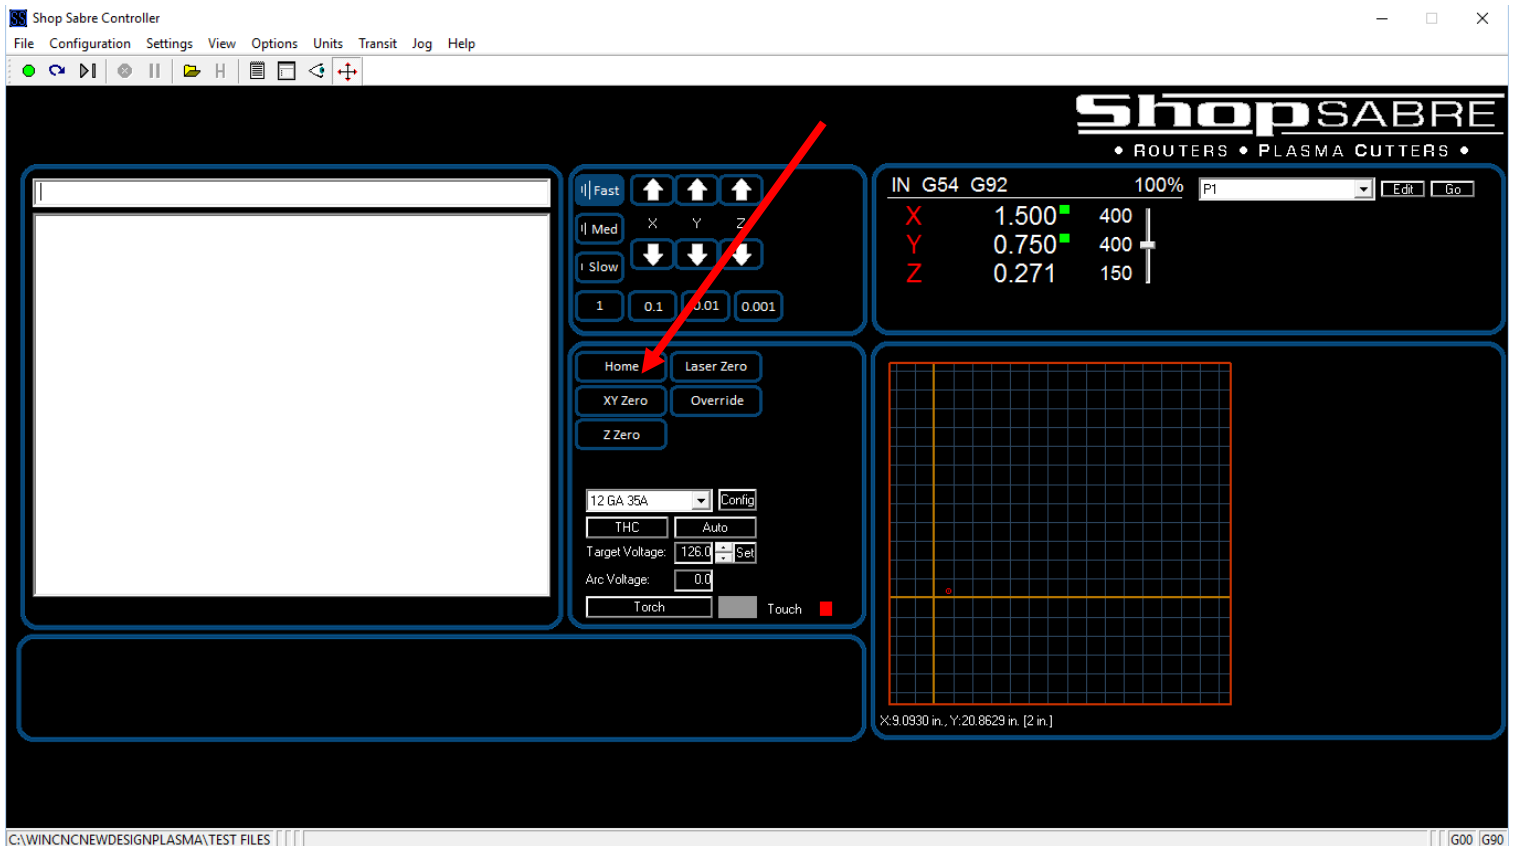 SS Shop Sabre Controller
File Configuration Settings View Options Units Transit Jog Help
H
ShopSABRE
• ROUTERS • PLASMA CUTTERS •
Fast
Med
X Y Z
Slow
1 0.1 0.01 0.001
IN G54 G92 100% P1 Edit Go
X 1.500 400
Y 0.750 400
Z 0.271 150
Home Laser Zero
XY Zero Override
Z Zero
12 GA 35A Config
THC Auto
Target Voltage: 126.0 Set
Arc Voltage: 0.0
Torch Touch
X:9.0930 in., Y:20.8629 in. [2 in.]
C:\WINCNCNEWDESIGNPLASMA\TEST FILES G00 G90